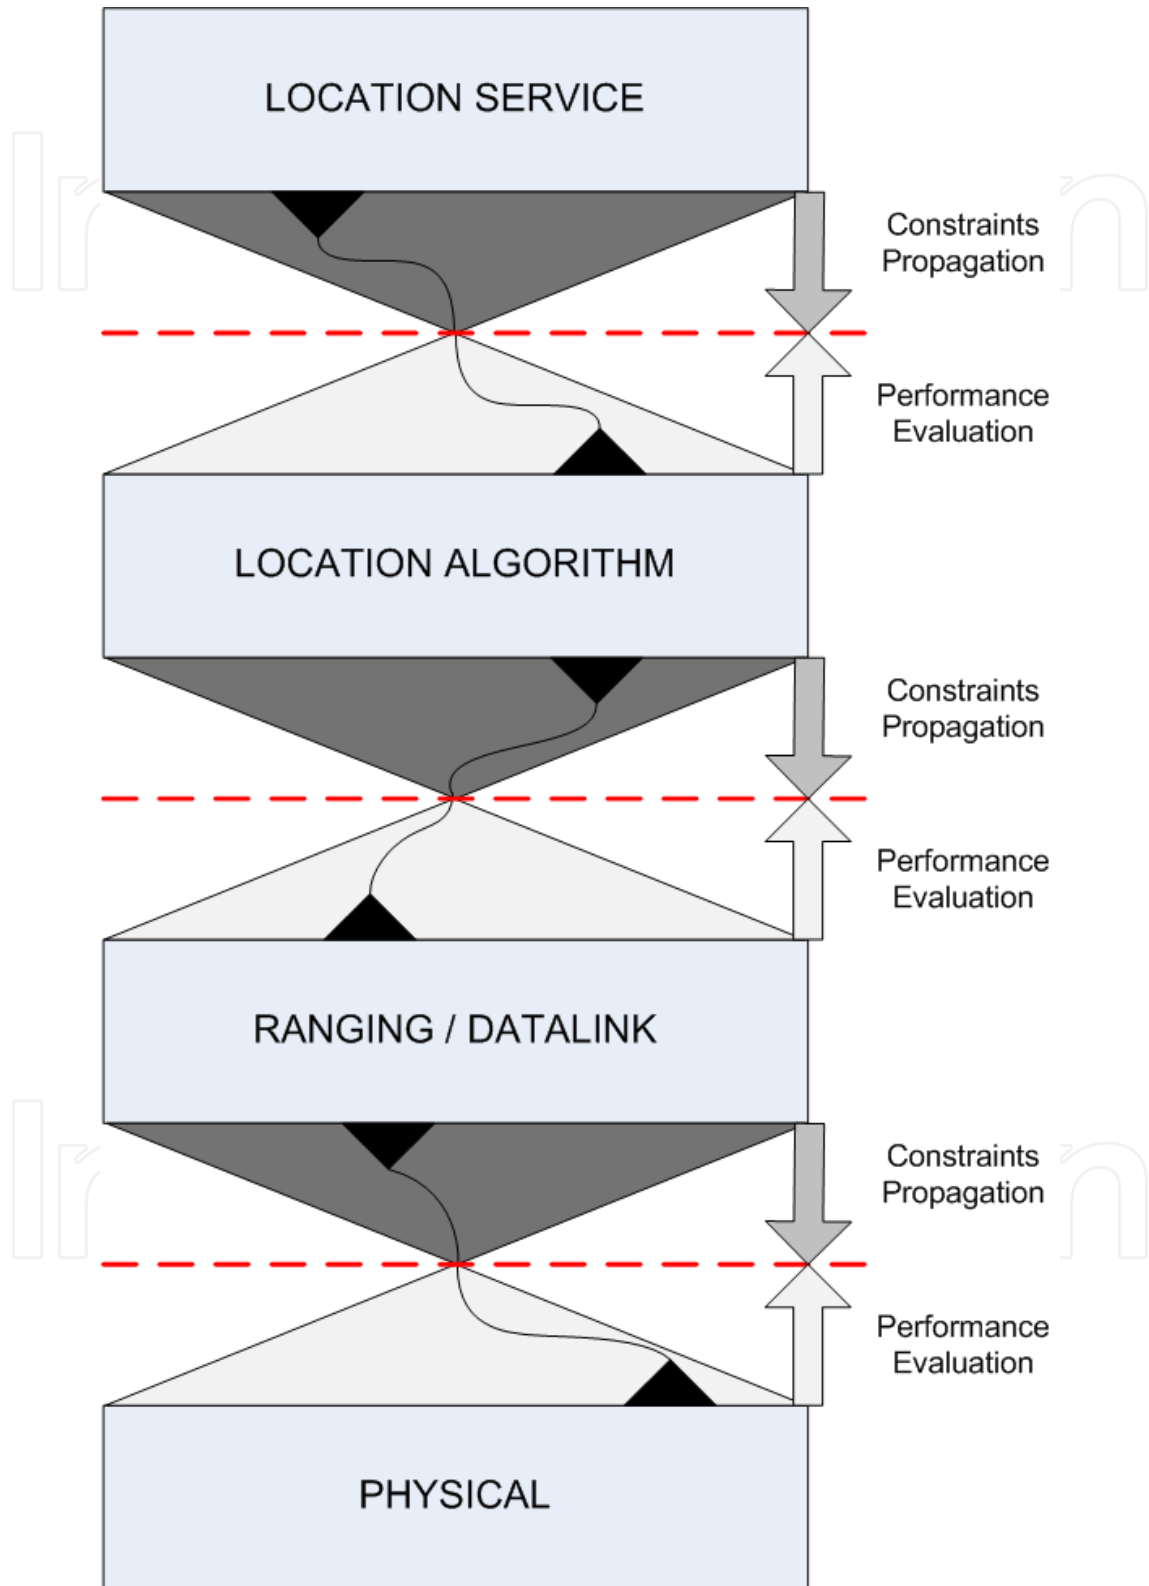 LOCATION SERVICE
Constraints
Propagation
Performance
Evaluation
LOCATION ALGORITHM
Constraints
Propagation
Performance
Evaluation
RANGING / DATALINK
Constraints
Propagation
Performance
Evaluation
PHYSICAL